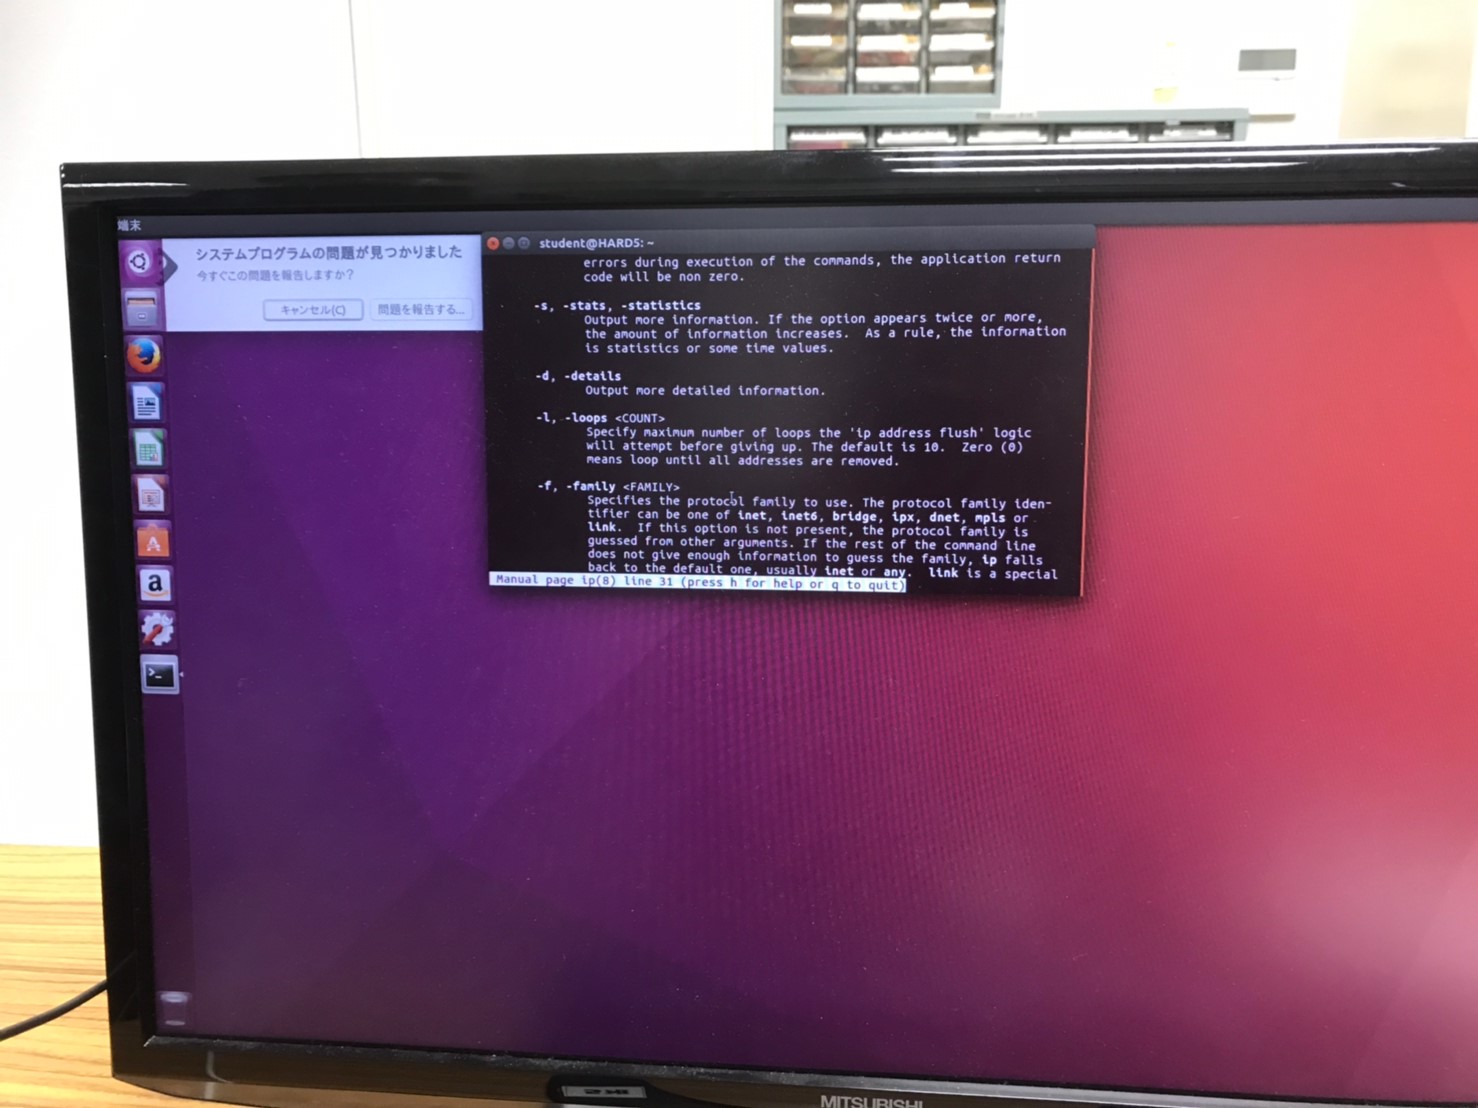 端末
システムプログラムの問題が見つかりました
今すぐこの問題を報告しますか?
キャンセル(C)
問題を報告する...
student@HARD5: ~
errors during execution of the commands, the application return
code will be non zero.
-s, -stats, -statistics
Output more information. If the option appears twice or more,
the amount of information increases.  As a rule, the information
is statistics or some time values.
-d, -details
Output more detailed information.
-l, -loops <COUNT>
Specify maximum number of loops the 'ip address flush' logic
will attempt before giving up. The default is 10.  Zero (0)
means loop until all addresses are removed.
-f, -family <FAMILY>
Specifies the protocol family to use. The protocol family iden-
tifier can be one of inet, inet6, bridge, ipx, dnet, mpls or
link.  If this option is not present, the protocol family is
guessed from other arguments. If the rest of the command line
does not give enough information to guess the family, ip falls
back to the default one, usually inet or any.  link is a special
Manual page ip(8) line 31 (press h for help or q to quit)
a
MITSUBISHI